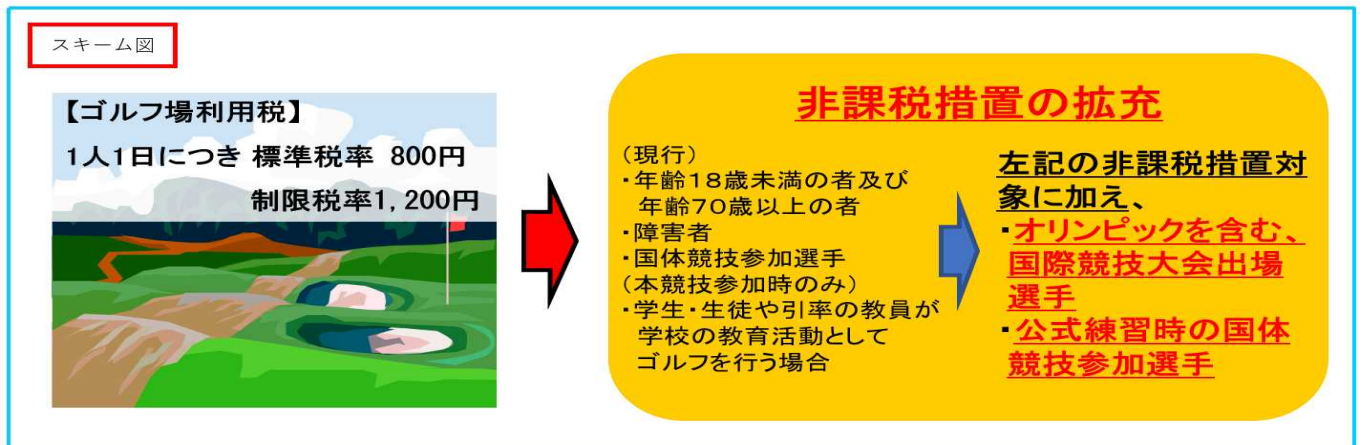 スキーム図
【ゴルフ場利用税】
1人1日につき 標準税率 800円
制限税率1,200円
非課税措置の拡充
(現行)
・年齢18歳未満の者及び
年齢70歳以上の者
・障害者
・国体競技参加選手
(本競技参加時のみ)
・学生・生徒や引率の教員が
学校の教育活動として
ゴルフを行う場合
左記の非課税措置対
象に加え、
・オリンピックを含む、
国際競技大会出場
選手
・公式練習時の国体
競技参加選手